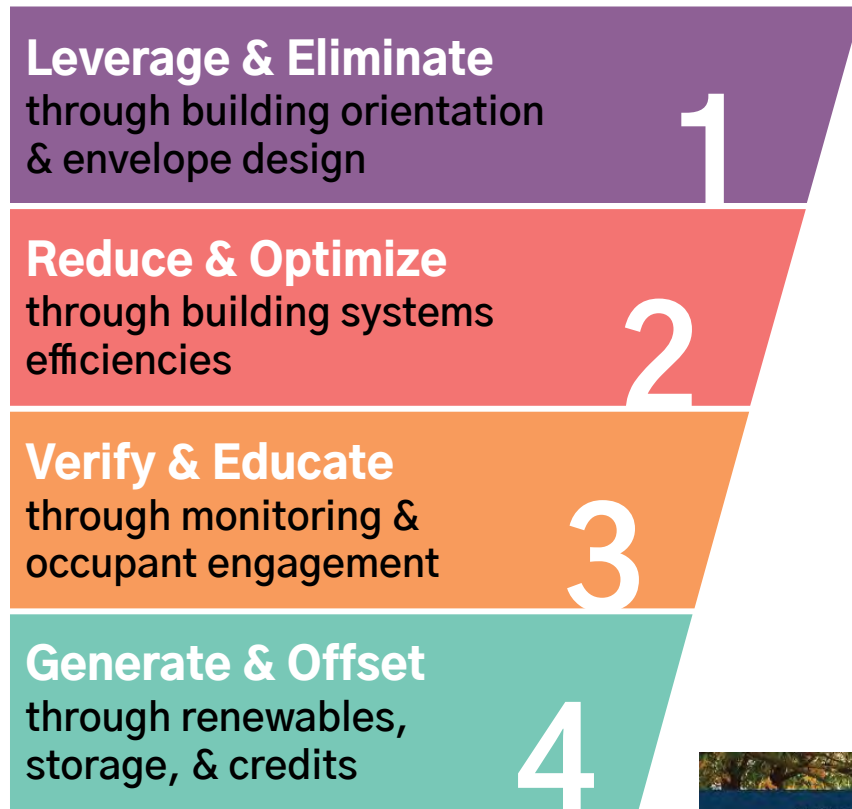 Leverage & Eliminate
through building orientation
& envelope design
1
Reduce & Optimize
through building systems
efficiencies
2
Verify & Educate
through monitoring &
occupant engagement
3
Generate & Offset
through renewables,
storage, & credits
4